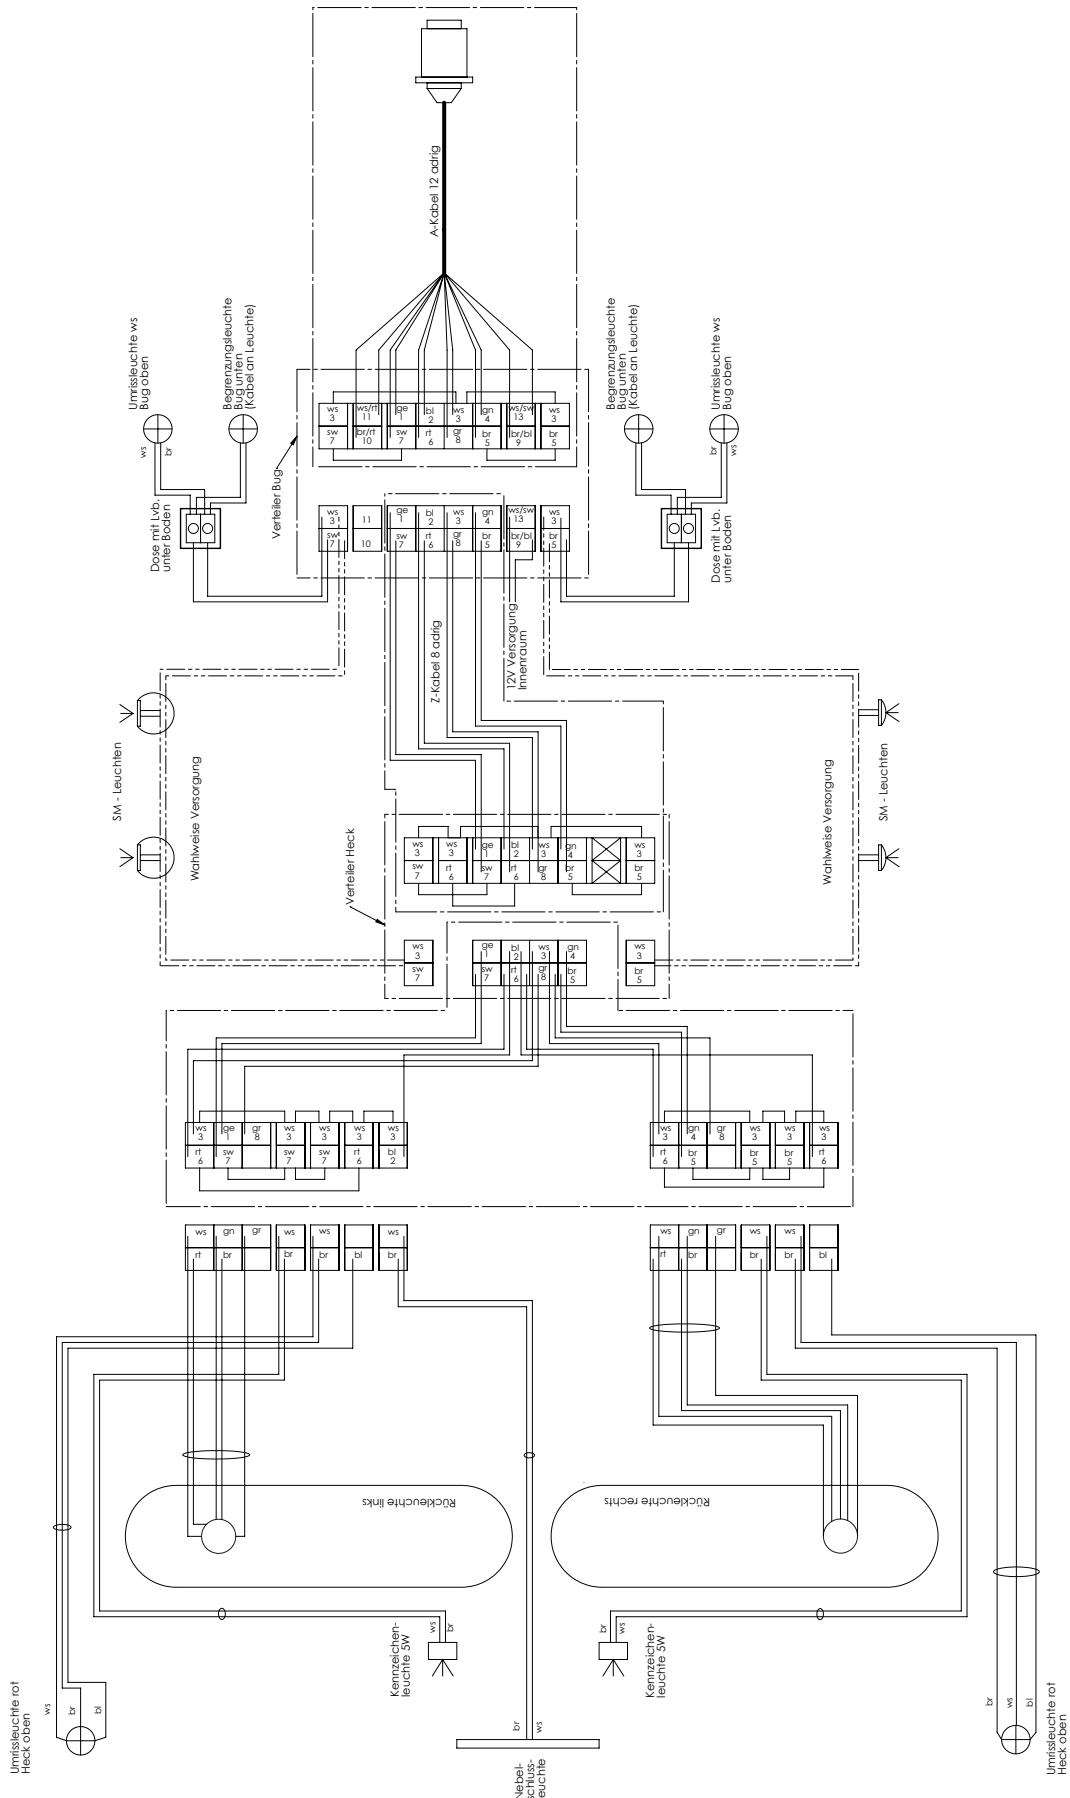 A-Kabel 12 adrig
Umrissleuchte ws
Bug oben
Begrenzungsleuchte
Bug unten
(Kabel an Leuchte)
Begrenzungsleuchte
Bug unten
(Kabel an Leuchte)
Umrissleuchte ws
Bug oben
ws
br
br
ws
Verteiler Bug
ws ws/rt ge bl ws gn ws/sw ws
3 11 1 2 3 4 13 3
sw br/rt sw rt gr br br/bl br
7 10 7 6 8 5 9 5
Dose mit Lvb.
unter Boden
Dose mit Lvb.
unter Boden
ws ge bl ws gn ws/sw ws
3 11 1 2 3 4 13 3
sw sw rt gr br br/bl br
7 10 7 6 8 5 9 5
Z-Kabel 8 adrig
12V Versorgung
Innenraum
SM - Leuchten
Wahlweise Versorgung
Wahlweise Versorgung
SM - Leuchten
Verteiler Heck
ws ws ge bl ws gn ws
3 3 1 2 3 4 3
sw rt sw rt gr br br
7 6 7 6 8 5 5
ws ge bl ws gn ws
3 1 2 3 4 3
sw sw rt gr br br
7 7 6 8 5 5
ws ge gr ws ws ws ws
3 1 8 3 3 3 3
rt sw sw sw rt bl
6 7 7 7 6 2
ws gn gr ws ws ws
3 4 8 3 3 3
rt br br br rt
6 5 5 5 6
ws gn gr ws ws ws
rt br br br bl br
ws gn gr ws ws
rt br br br bl
Rückleuchte links
Rückleuchte rechts
ws
br
Kennzeichen-
leuchte 5W
br
ws
Kennzeichen-
leuchte 5W
Umrissleuchte rot
Heck oben
ws
br
bl
br
ws
Nebel-
schluss-
leuchte
br
ws
bl
Umrissleuchte rot
Heck oben